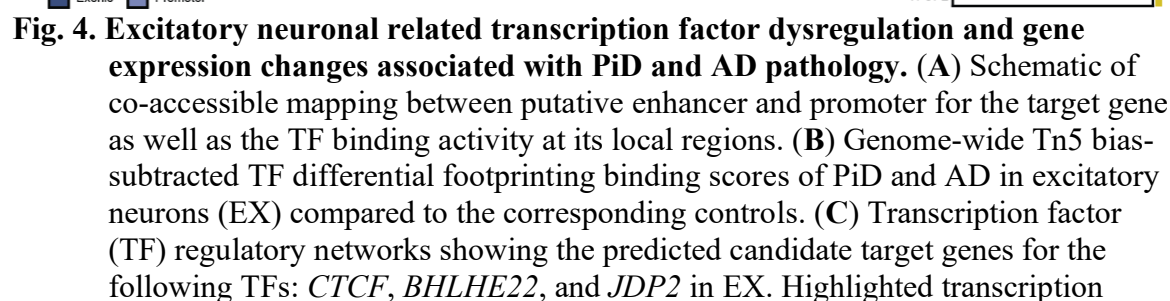 Exonic Promoter
Fig. 4. Excitatory neuronal related transcription factor dysregulation and gene
expression changes associated with PiD and AD pathology. (A) Schematic of
co-accessible mapping between putative enhancer and promoter for the target gene
as well as the TF binding activity at its local regions. (B) Genome-wide Tn5 bias-
subtracted TF differential footprinting binding scores of PiD and AD in excitatory
neurons (EX) compared to the corresponding controls. (C) Transcription factor
(TF) regulatory networks showing the predicted candidate target genes for the
following TFs: CTCF, BHLHE22, and JDP2 in EX. Highlighted transcription